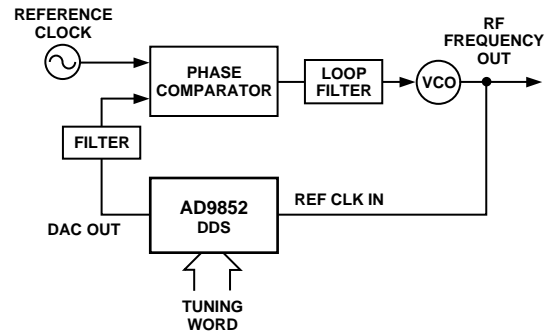 REFERENCE
CLOCK
RF
FREQUENCY
OUT
PHASE
COMPARATOR
LOOP
FILTER
VCO
FILTER
AD9852
DDS
REF CLK IN
DAC OUT
TUNING
WORD